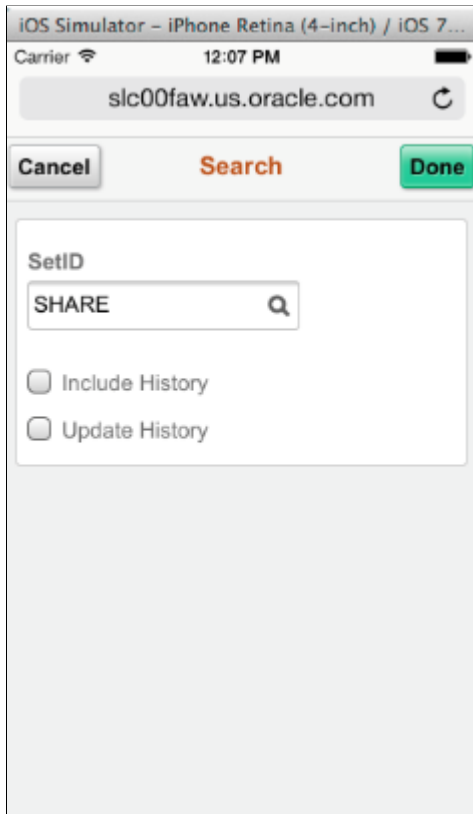 iOS Simulator – iPhone Retina (4-inch) / iOS 7...
Carrier 12:07 PM
slc00faw.us.oracle.com
Cancel Search Done
SetID
SHARE
Include History
Update History